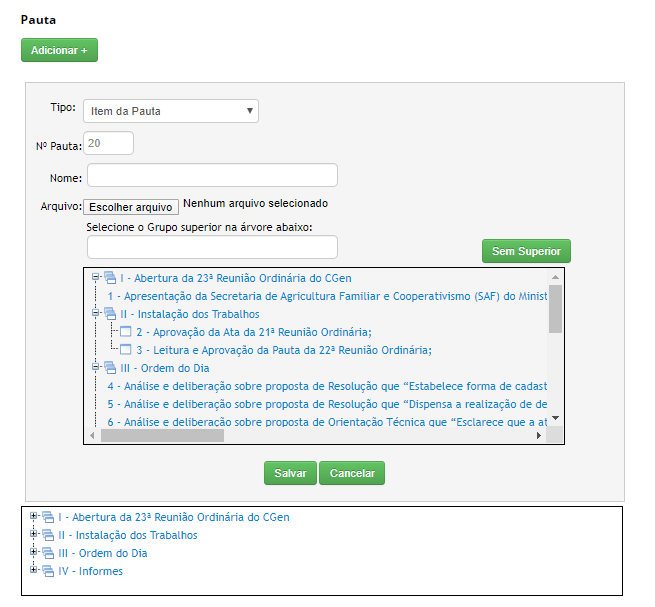 Pauta
Adicionar +
Tipo: Item da Pauta
Nº Pauta: 20
Nome:
Arquivo: Escolher arquivo Nenhum arquivo selecionado
Selecione o Grupo superior na árvore abaixo:
Sem Superior
I - Abertura da 23ª Reunião Ordinária do CGen
1 - Apresentação da Secretaria de Agricultura Familiar e Cooperativismo (SAF) do Minist
II - Instalação dos Trabalhos
2 - Aprovação da Ata da 21ª Reunião Ordinária;
3 - Leitura e Aprovação da Pauta da 22ª Reunião Ordinária;
III - Ordem do Dia
4 - Análise e deliberação sobre proposta de Resolução que “Estabelece forma de cadast
5 - Análise e deliberação sobre proposta de Resolução que “Dispensa a realização de de
6 - Análise e deliberação sobre proposta de Orientação Técnica que “Esclarece que a at
Salvar Cancelar
I - Abertura da 23ª Reunião Ordinária do CGen
II - Instalação dos Trabalhos
III - Ordem do Dia
IV - Informes